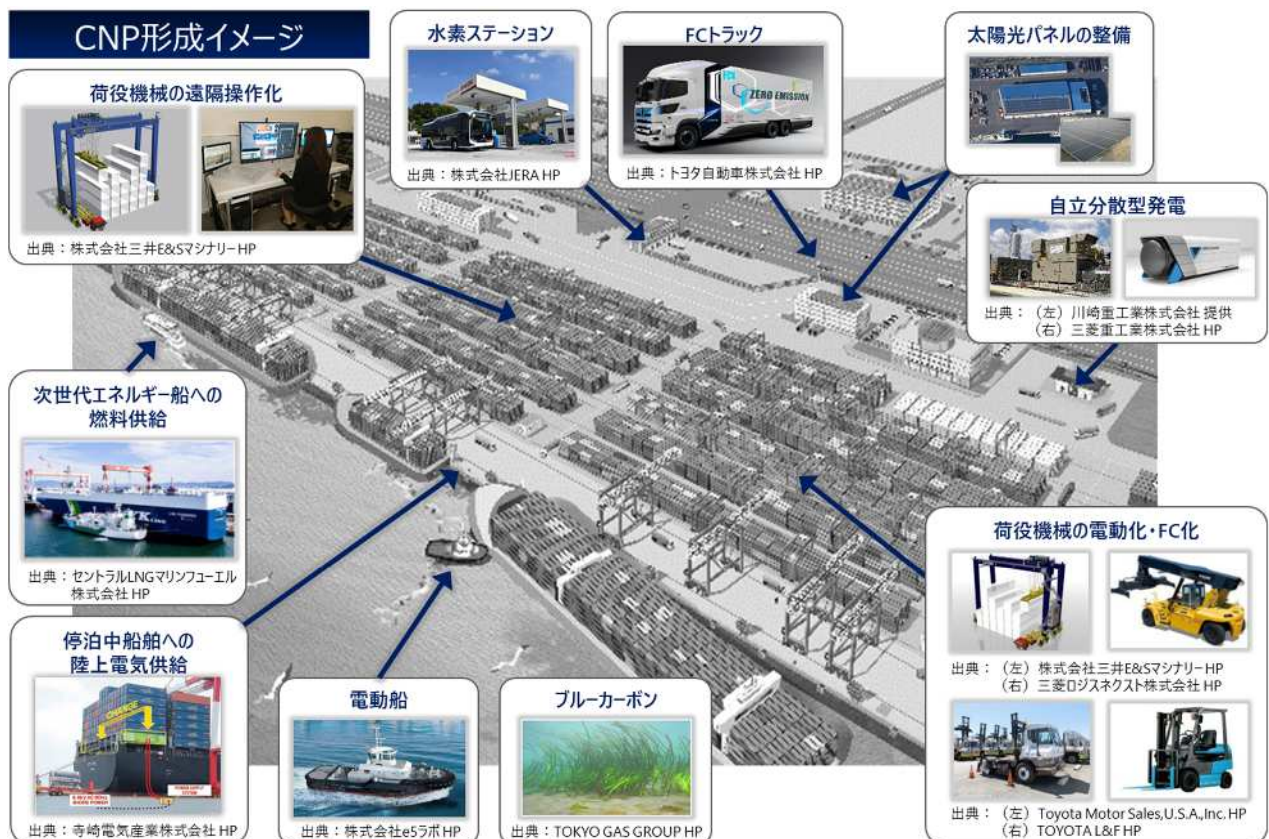 CNP形成イメージ
荷役機械の遠隔操作化
出典：株式会社三井E&Sマシナリー HP
水素ステーション
出典：株式会社JERA HP
FCトラック
ZERO EMISSION
出典：トヨタ自動車株式会社 HP
太陽光パネルの整備
自立分散型発電
出典：（左）川崎重工業株式会社 提供
（右）三菱重工業株式会社 HP
次世代エネルギー船への
燃料供給
出典：セントラルLNGマリンフューエル
株式会社 HP
停泊中船舶への
陸上電気供給
CHANGE
POWER SUPPLY
SYSTEM
SHORE POWER
出典：寺崎電気産業株式会社 HP
電動船
出典：株式会社e5ラボ HP
ブルーカーボン
出典：TOKYO GAS GROUP HP
荷役機械の電動化・FC化
出典：（左）株式会社三井E&Sマシナリー HP
（右）三菱ロジスネクスト株式会社 HP
出典：（左）Toyota Motor Sales,U.S.A.,Inc. HP
（右）TOYOTA L&F HP